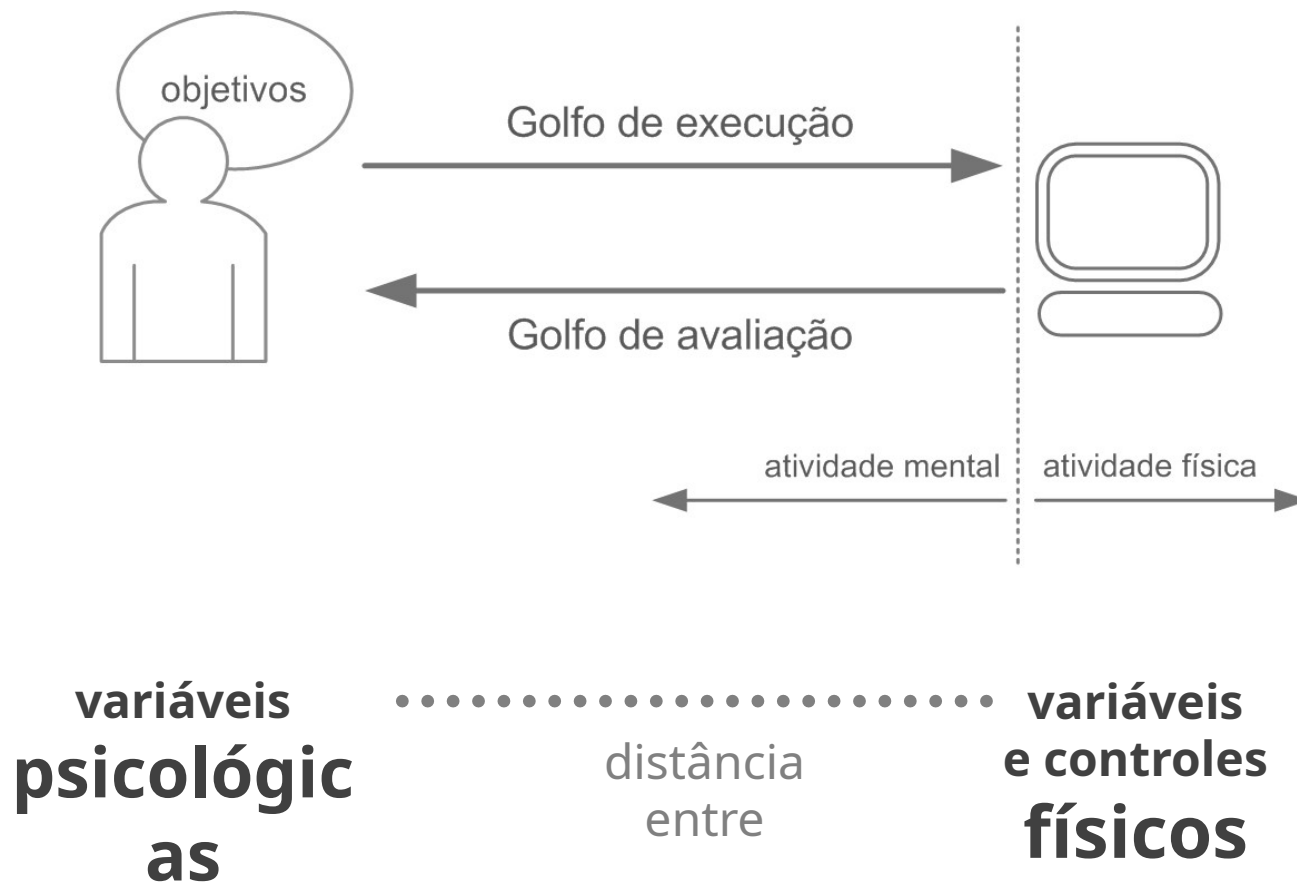 objetivos
Golfo de execução
Golfo de avaliação
atividade mental
atividade física
variáveis
psicológic
as
distância
entre
variáveis
e controles
físicos